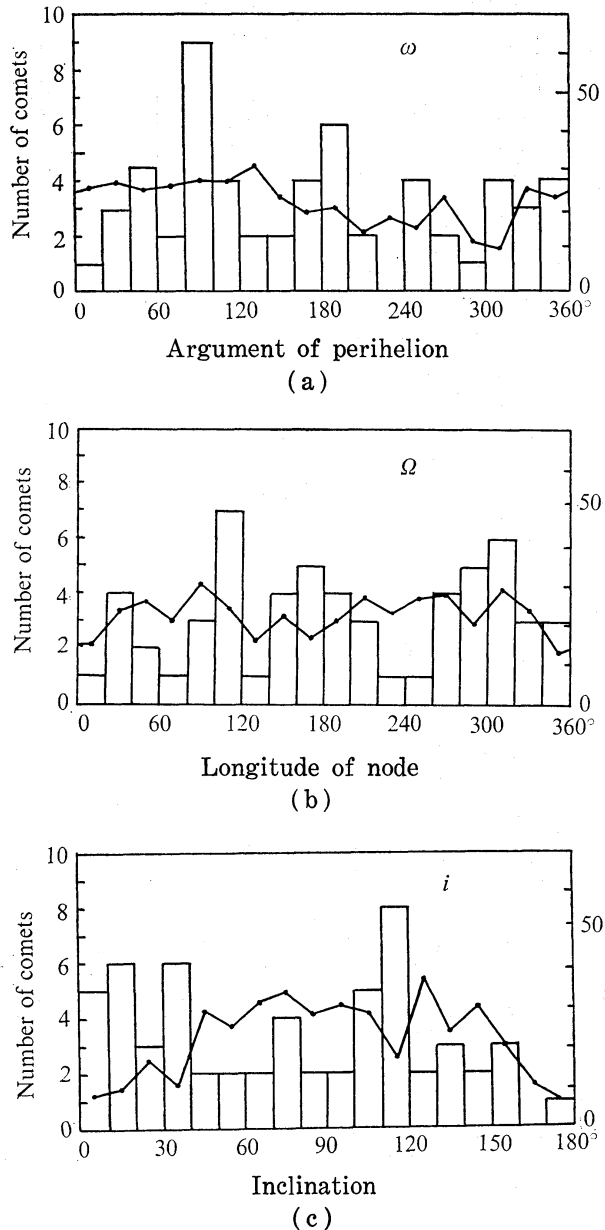 10
8
6
4
2
0
Number of comets
ω
50
0
0 60 120 180 240 300 360°
Argument of perihelion
(a)
10
8
6
4
2
0
Number of comets
Ω
50
0
0 60 120 180 240 300 360°
Longitude of node
(b)
10
8
6
4
2
0
Number of comets
i
50
0
0 30 60 90 120 150 180°
Inclination
(c)